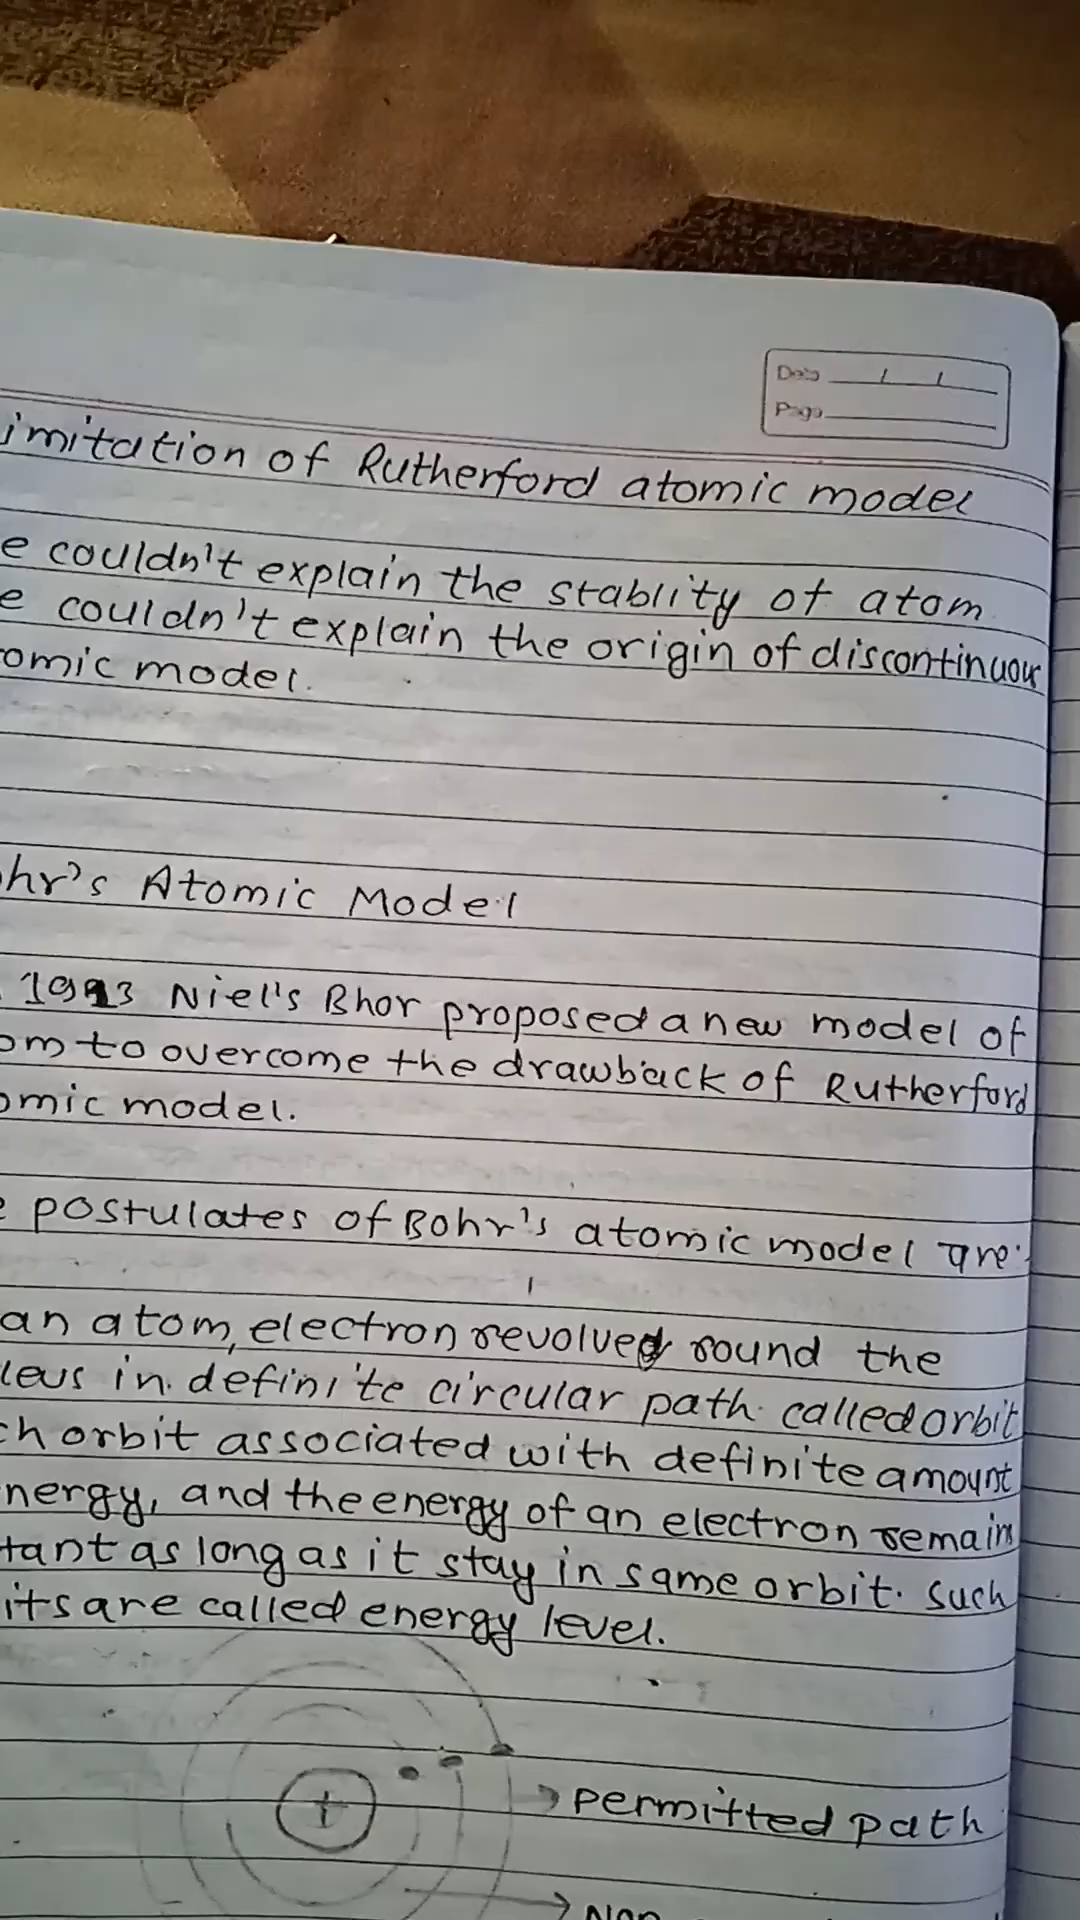 Date / /
Page
imitation of Rutherford atomic model
e couldn't explain the stablity of atom
e couldn't explain the origin of discontinuour
omic model.
ohr's Atomic Model
Niel's Bhor proposed a new model of
om to overcome the drawback of Rutherford
omic model.
e postulates of Bohr's atomic model are:
an atom, electron revolved round the
leus in definite circular path called orbit
ch orbit associated with definite amount
nergy, and the energy of an electron remains
tant as long as it stay in same orbit. Such
its are called energy level.
+
→ permitted path
→ Non